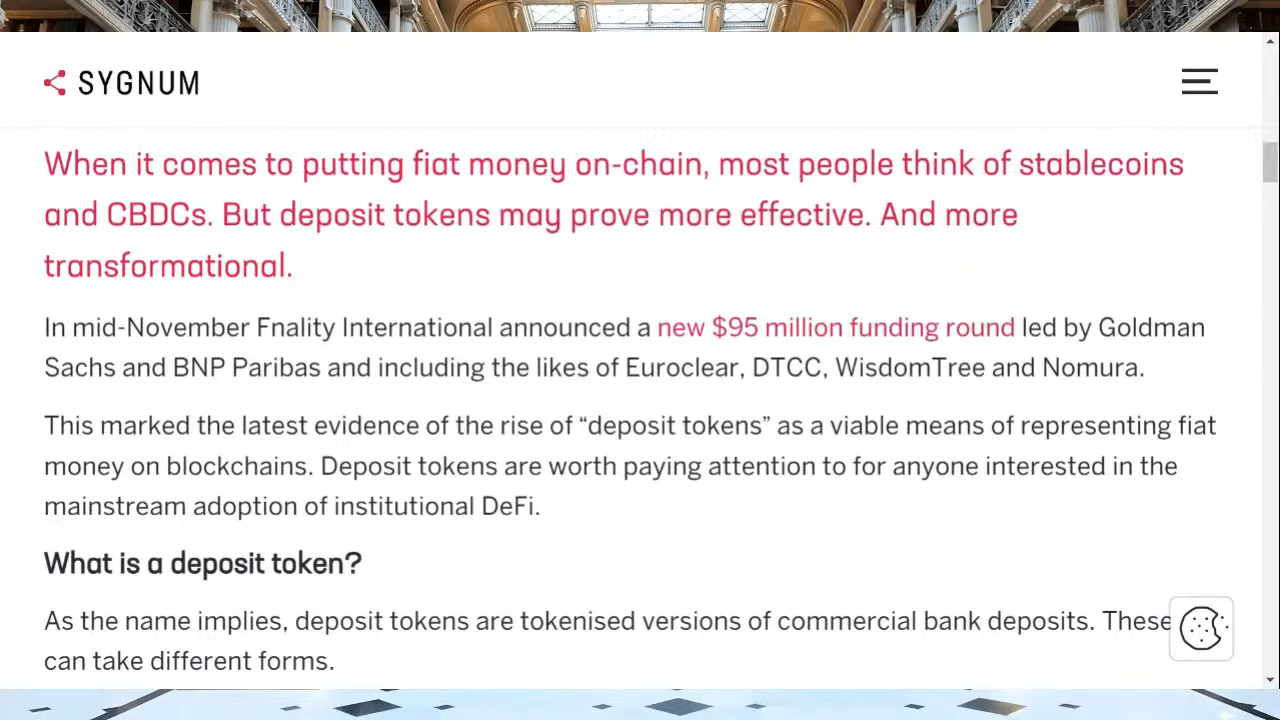 SYGNUM
When it comes to putting fiat money on-chain, most people think of stablecoins
and CBDCs. But deposit tokens may prove more effective. And more
transformational.
In mid-November Fnality International announced a new $95 million funding round led by Goldman
Sachs and BNP Paribas and including the likes of Euroclear, DTCC, WisdomTree and Nomura.
This marked the latest evidence of the rise of “deposit tokens” as a viable means of representing fiat
money on blockchains. Deposit tokens are worth paying attention to for anyone interested in the
mainstream adoption of institutional DeFi.
What is a deposit token?
As the name implies, deposit tokens are tokenised versions of commercial bank deposits. These
can take different forms.